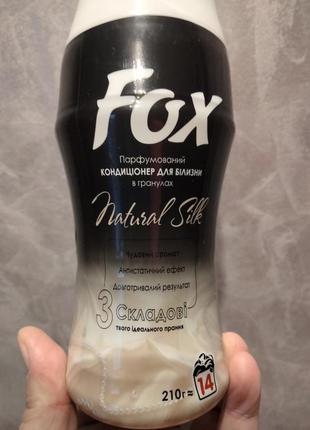 Fox
Парфумований
КОНДИЦІОНЕР ДЛЯ БІЛИЗНИ
в гранулах
Natural Silk
Чудовий аромат
Антистатичний ефект
Довготривалий результат
3 Складові
твого ідеального прання
210г≈ 14